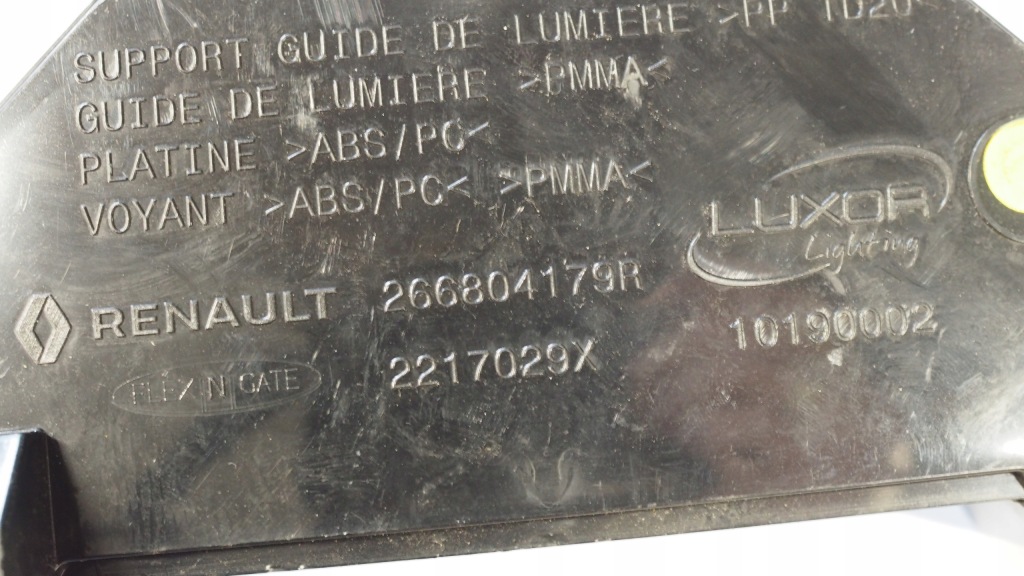 SUPPORT GUIDE DE LUMIERE >PP TD20<
GUIDE DE LUMIERE >PMMA<
PLATINE >ABS/PC<
VOYANT >ABS/PC< >PMMA<
LUXOR
Lighting
RENAULT 266804179R
10190002
FLEX N GATE 2217029X